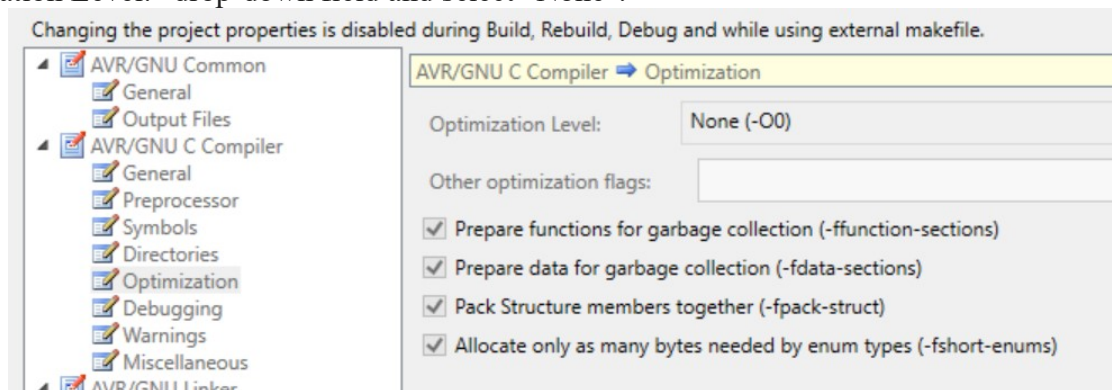 Changing the project properties is disabled during Build, Rebuild, Debug and while using external makefile.
AVR/GNU Common
General
Output Files
AVR/GNU C Compiler
General
Preprocessor
Symbols
Directories
Optimization
Debugging
Warnings
Miscellaneous
AVR/GNU Linker
AVR/GNU C Compiler ➡ Optimization
Optimization Level: None (-O0)
Other optimization flags:
Prepare functions for garbage collection (-ffunction-sections)
Prepare data for garbage collection (-fdata-sections)
Pack Structure members together (-fpack-struct)
Allocate only as many bytes needed by enum types (-fshort-enums)